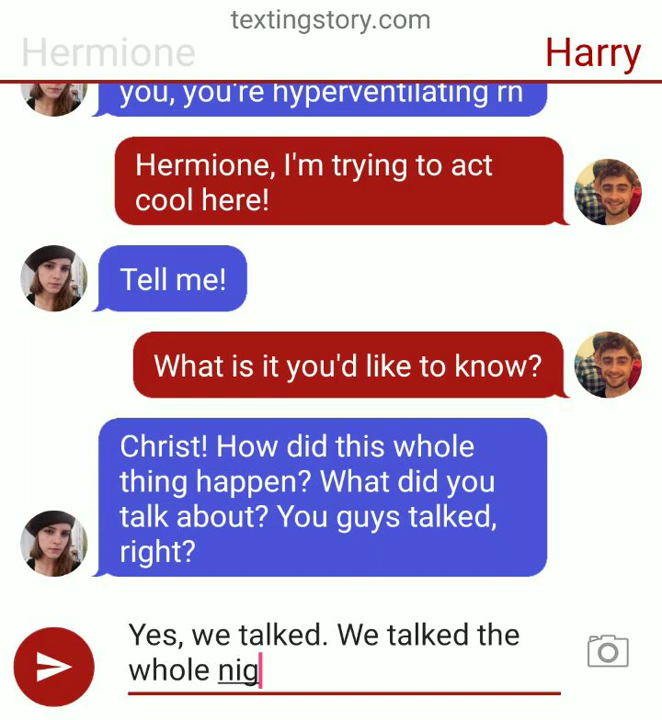 textingstory.com
Hermione
Harry
you, you're hyperventilating rn
Hermione, I'm trying to act
cool here!
Tell me!
What is it you'd like to know?
Christ! How did this whole
thing happen? What did you
talk about? You guys talked,
right?
Yes, we talked. We talked the
whole nig